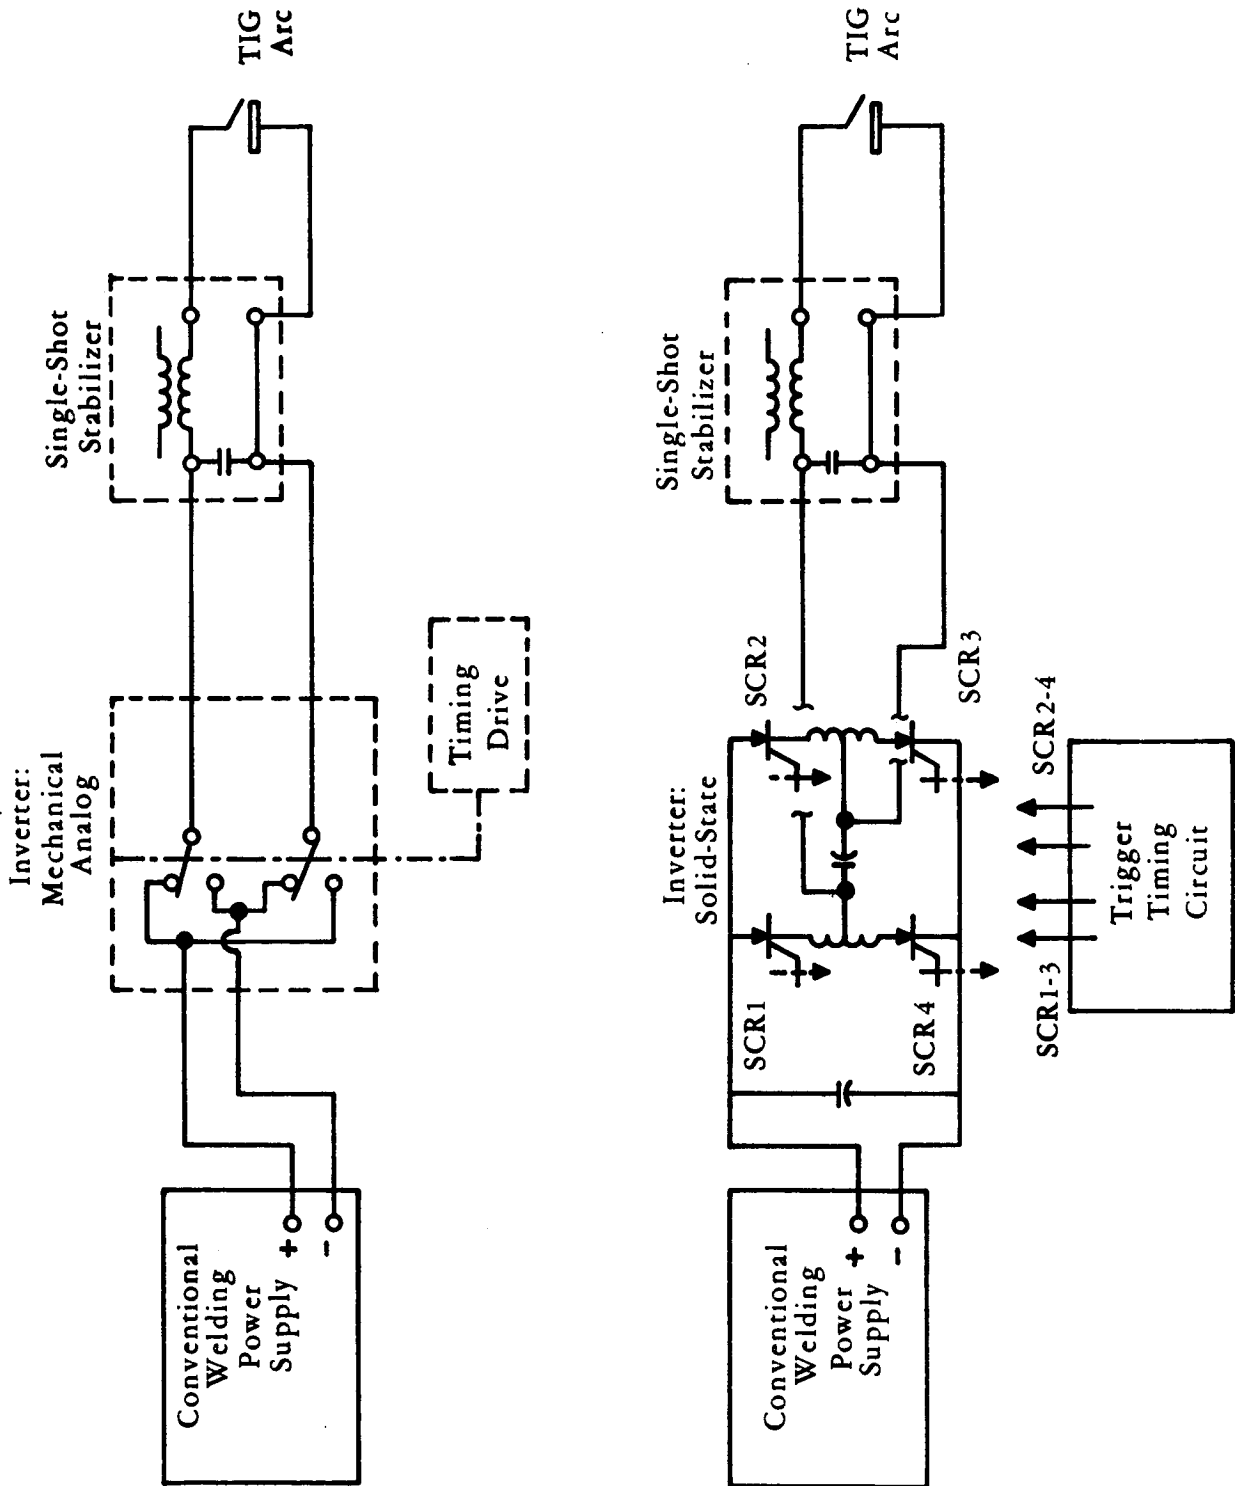 TIG
Arc
Single-Shot
Stabilizer
Timing
Drive
Inverter:
Mechanical
Analog
Conventional
Welding
Power
Supply
+
-
TIG
Arc
Single-Shot
Stabilizer
SCR2
SCR3
Inverter:
Solid-State
SCR1
SCR4
SCR2-4
SCR1-3
Trigger
Timing
Circuit
Conventional
Welding
Power
Supply
+
-